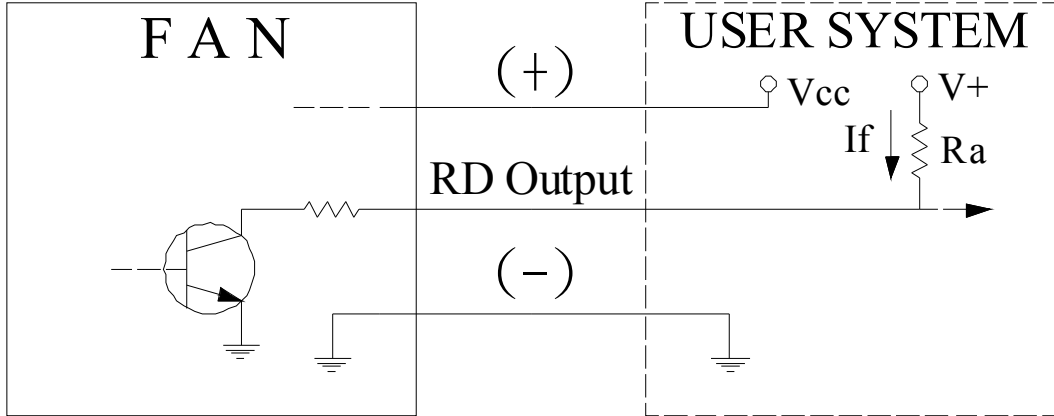 F A N
USER SYSTEM
(+)
Vcc
V+
If
Ra
RD Output
(-)